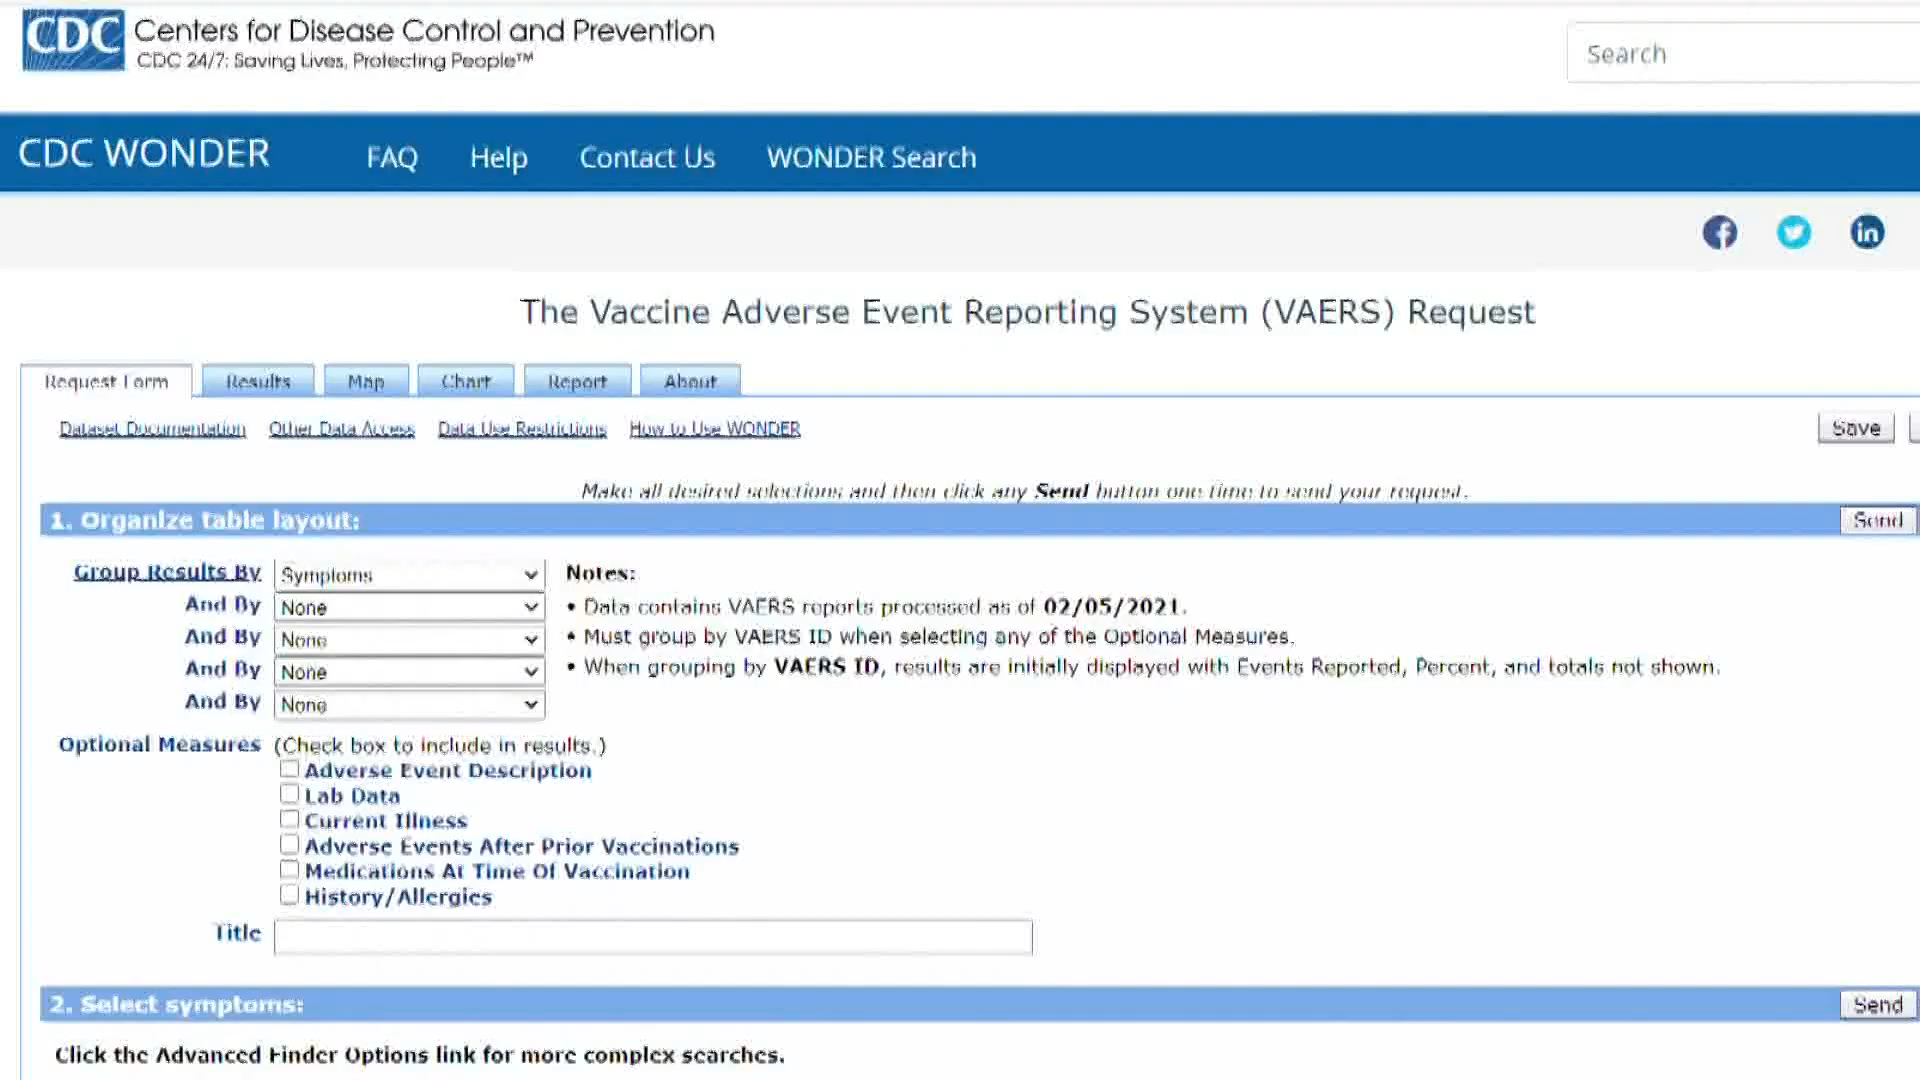 CDC Centers for Disease Control and Prevention
CDC 24/7: Saving Lives, Protecting People™
Search
CDC WONDER FAQ Help Contact Us WONDER Search
The Vaccine Adverse Event Reporting System (VAERS) Request
Request Form Results Map Chart Report About
Dataset Documentation Other Data Access Data Use Restrictions How to Use WONDER Save
Make all desired selections and then click any Send button one time to send your request.
1. Organize table layout: Send
Group Results By Symptoms
And By None
And By None
And By None
And By None
Notes:
• Data contains VAERS reports processed as of 02/05/2021.
• Must group by VAERS ID when selecting any of the Optional Measures.
• When grouping by VAERS ID, results are initially displayed with Events Reported, Percent, and totals not shown.
Optional Measures (Check box to include in results.)
Adverse Event Description
Lab Data
Current Illness
Adverse Events After Prior Vaccinations
Medications At Time Of Vaccination
History/Allergies
Title
2. Select symptoms: Send
Click the Advanced Finder Options link for more complex searches.